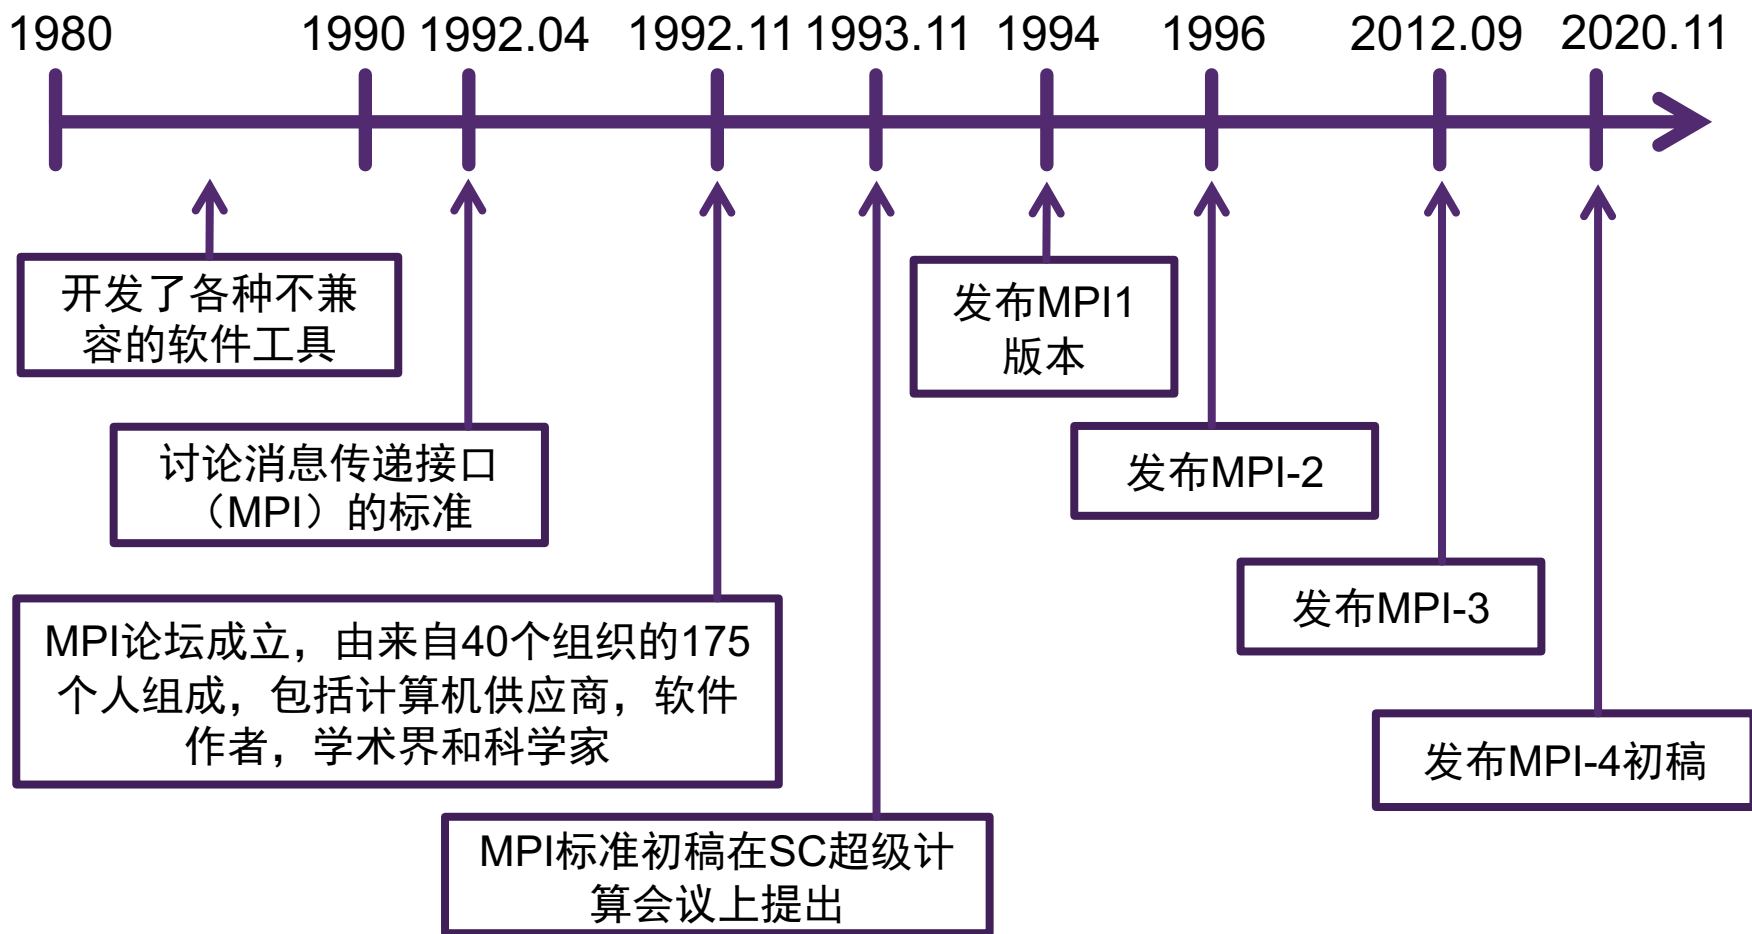 1980 1990 1992.04 1992.11 1993.11 1994 1996 2012.09 2020.11
开发了各种不兼
容的软件工具
发布MPI1
版本
讨论消息传递接口
（MPI）的标准
发布MPI-2
发布MPI-3
MPI论坛成立，由来自40个组织的175
个人组成，包括计算机供应商，软件
作者，学术界和科学家
发布MPI-4初稿
MPI标准初稿在SC超级计
算会议上提出